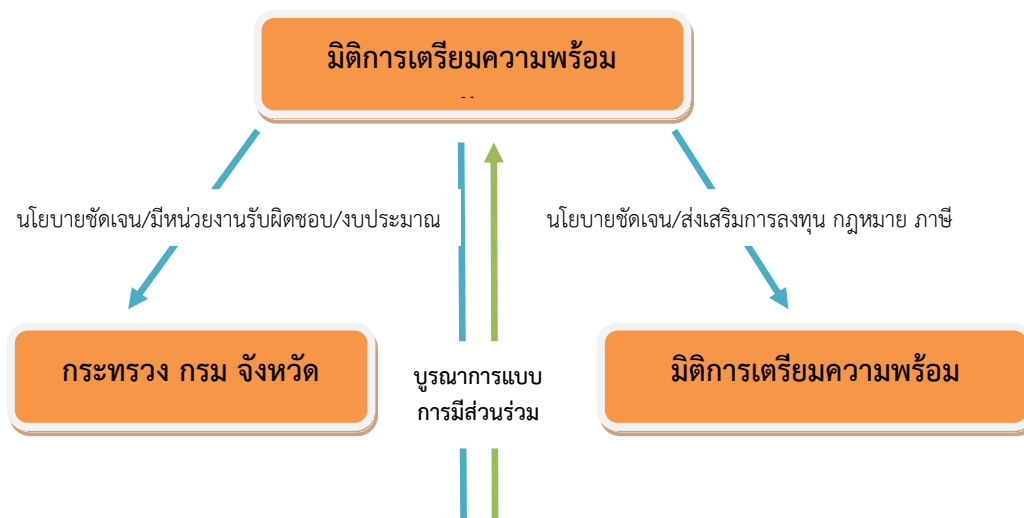 มิติการเตรียมความพร้อม
นโยบายชัดเจน/มีหน่วยงานรับผิดชอบ/งบประมาณ
นโยบายชัดเจน/ส่งเสริมการลงทุน กฎหมาย ภาษี
กระทรวง กรม จังหวัด
บูรณาการแบบ
การมีส่วนร่วม
มิติการเตรียมความพร้อม